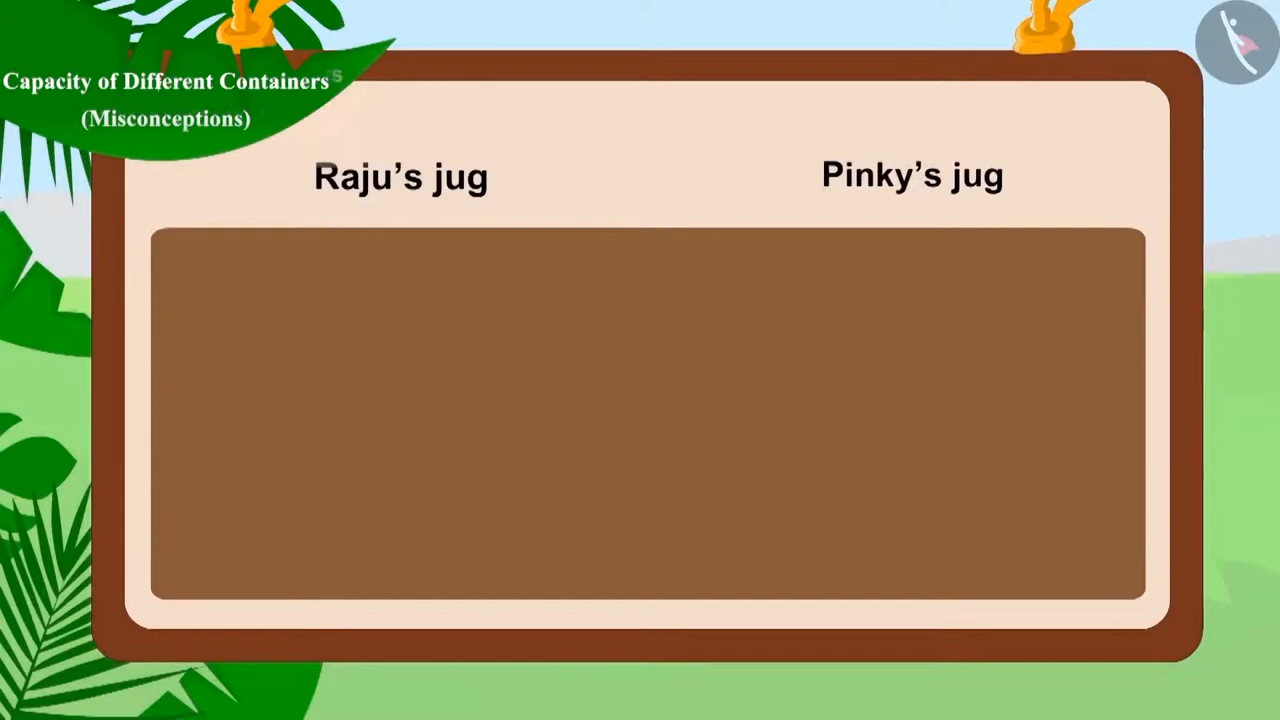 Capacity of Different Containers
(Misconceptions)
Raju's jug
Pinky's jug